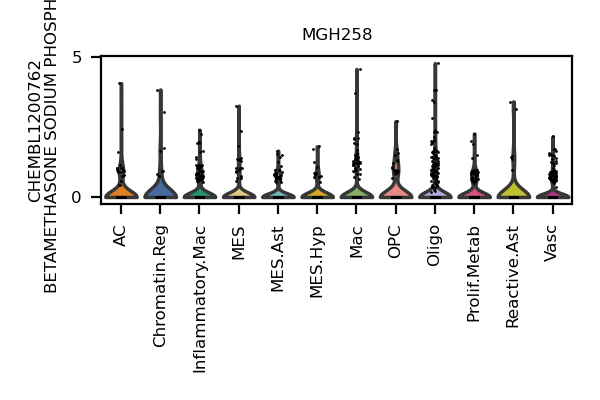 MGH258
CHEMBL1200762
BETAMETHASONE SODIUM PHOSPH
5
0
AC
Chromatin.Reg
Inflammatory.Mac
MES
MES.Ast
MES.Hyp
Mac
OPC
Oligo
Prolif.Metab
Reactive.Ast
Vasc